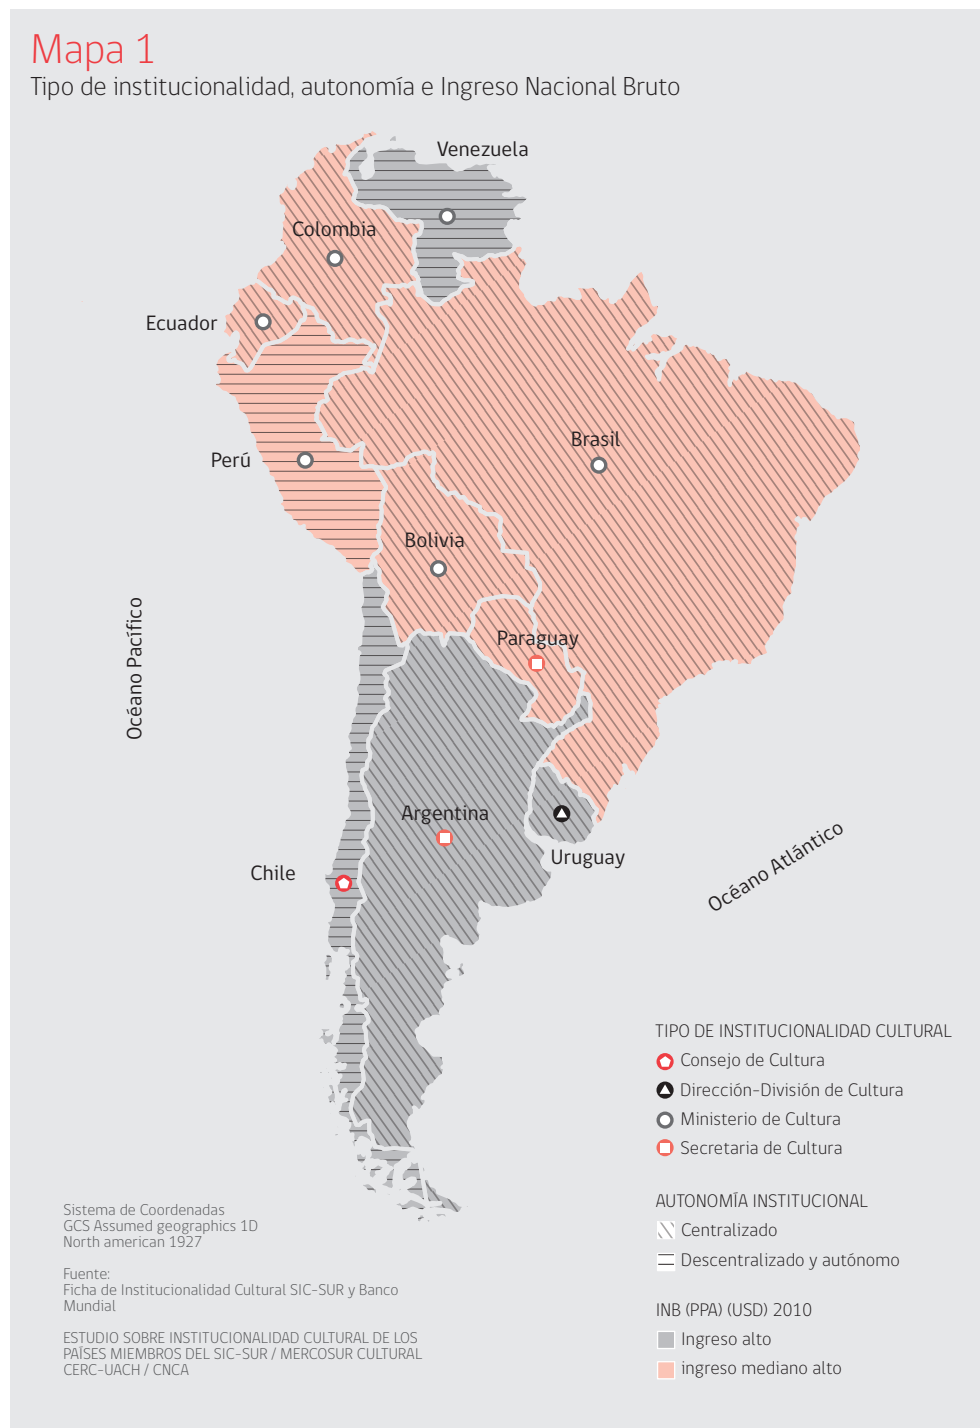 Mapa 1
Tipo de institucionalidad, autonomía e Ingreso Nacional Bruto
Venezuela
Colombia
Ecuador
Brasil
Perú
Bolivia
Océano Pacífico
Paraguay
Argentina
Uruguay
Océano Atlántico
Chile
TIPO DE INSTITUCIONALIDAD CULTURAL
Consejo de Cultura
Dirección-División de Cultura
Ministerio de Cultura
Secretaria de Cultura
AUTONOMÍA INSTITUCIONAL
Centralizado
Descentralizado y autónomo
INB (PPA) (USD) 2010
Ingreso alto
ingreso mediano alto
Sistema de Coordenadas
GCS Assumed geographics 1D
North american 1927
Fuente:
Ficha de Institucionalidad Cultural SIC-SUR y Banco
Mundial
ESTUDIO SOBRE INSTITUCIONALIDAD CULTURAL DE LOS
PAÍSES MIEMBROS DEL SIC-SUR / MERCOSUR CULTURAL
CERC-UACH / CNCA